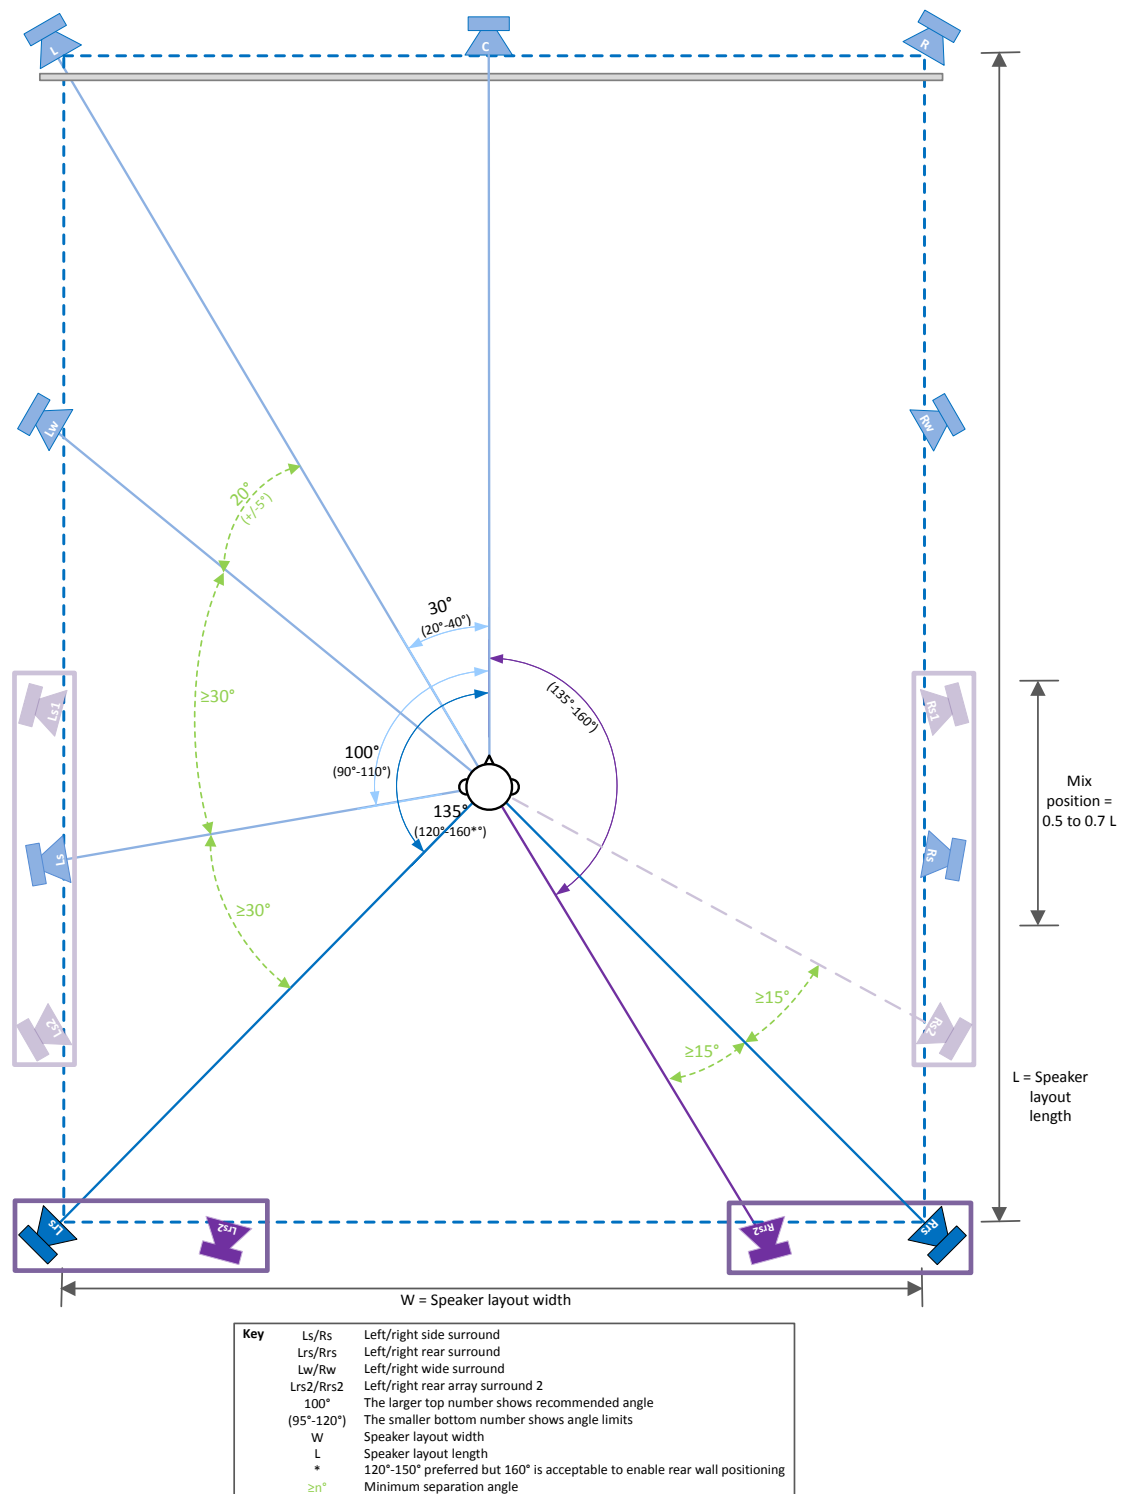 L
C
R
Lw
Rw
20°
(+/-5°)
30°
(20°-40°)
(135°-160°)
≥30°
Ls1
Rs1
100°
(90°-110°)
Mix
position =
0.5 to 0.7 L
135°
(120°-160*°)
Ls
Rs
≥30°
≥15°
Ls2
Rs2
≥15°
L = Speaker
layout
length
Lrs
Lrs2
Rrs2
Rrs
W = Speaker layout width
Key Ls/Rs Left/right side surround
Lrs/Rrs Left/right rear surround
Lw/Rw Left/right wide surround
Lrs2/Rrs2 Left/right rear array surround 2
100° The larger top number shows recommended angle
(95°-120°) The smaller bottom number shows angle limits
W Speaker layout width
L Speaker layout length
* 120°-150° preferred but 160° is acceptable to enable rear wall positioning
≥n° Minimum separation angle